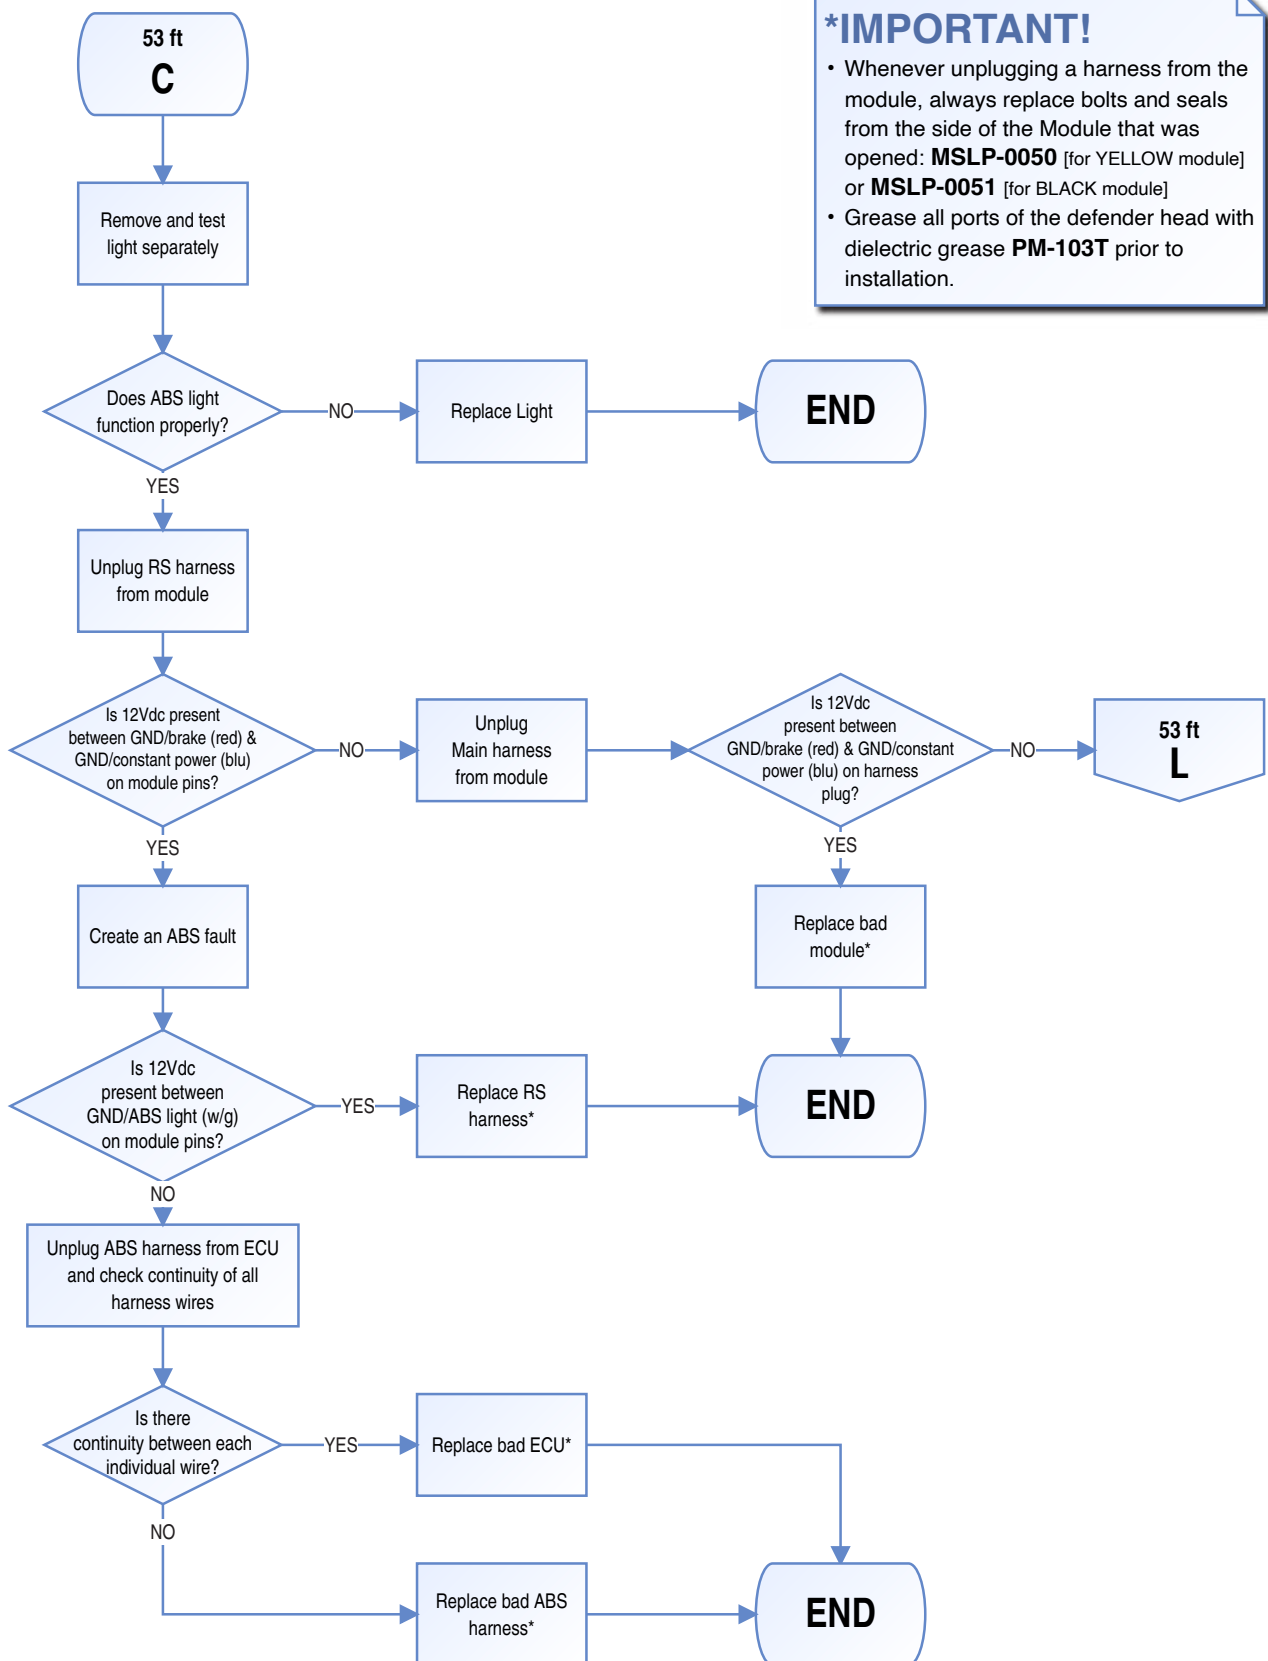 53 ft
C
*IMPORTANT!
• Whenever unplugging a harness from the
module, always replace bolts and seals
from the side of the Module that was
opened: MSLP-0050 [for YELLOW module]
or MSLP-0051 [for BLACK module]
• Grease all ports of the defender head with
dielectric grease PM-103T prior to
installation.
Remove and test
light separately
Does ABS light
function properly?
NO
Replace Light
END
YES
Unplug RS harness
from module
Is 12Vdc present
between GND/brake (red) &
GND/constant power (blu)
on module pins?
NO
Unplug
Main harness
from module
Is 12Vdc
present between
GND/brake (red) & GND/constant
power (blu) on harness
plug?
NO
53 ft
L
YES
YES
Create an ABS fault
Replace bad
module*
Is 12Vdc
present between
GND/ABS light (w/g)
on module pins?
YES
Replace RS
harness*
END
NO
Unplug ABS harness from ECU
and check continuity of all
harness wires
Is there
continuity between each
individual wire?
YES
Replace bad ECU*
NO
Replace bad ABS
harness*
END